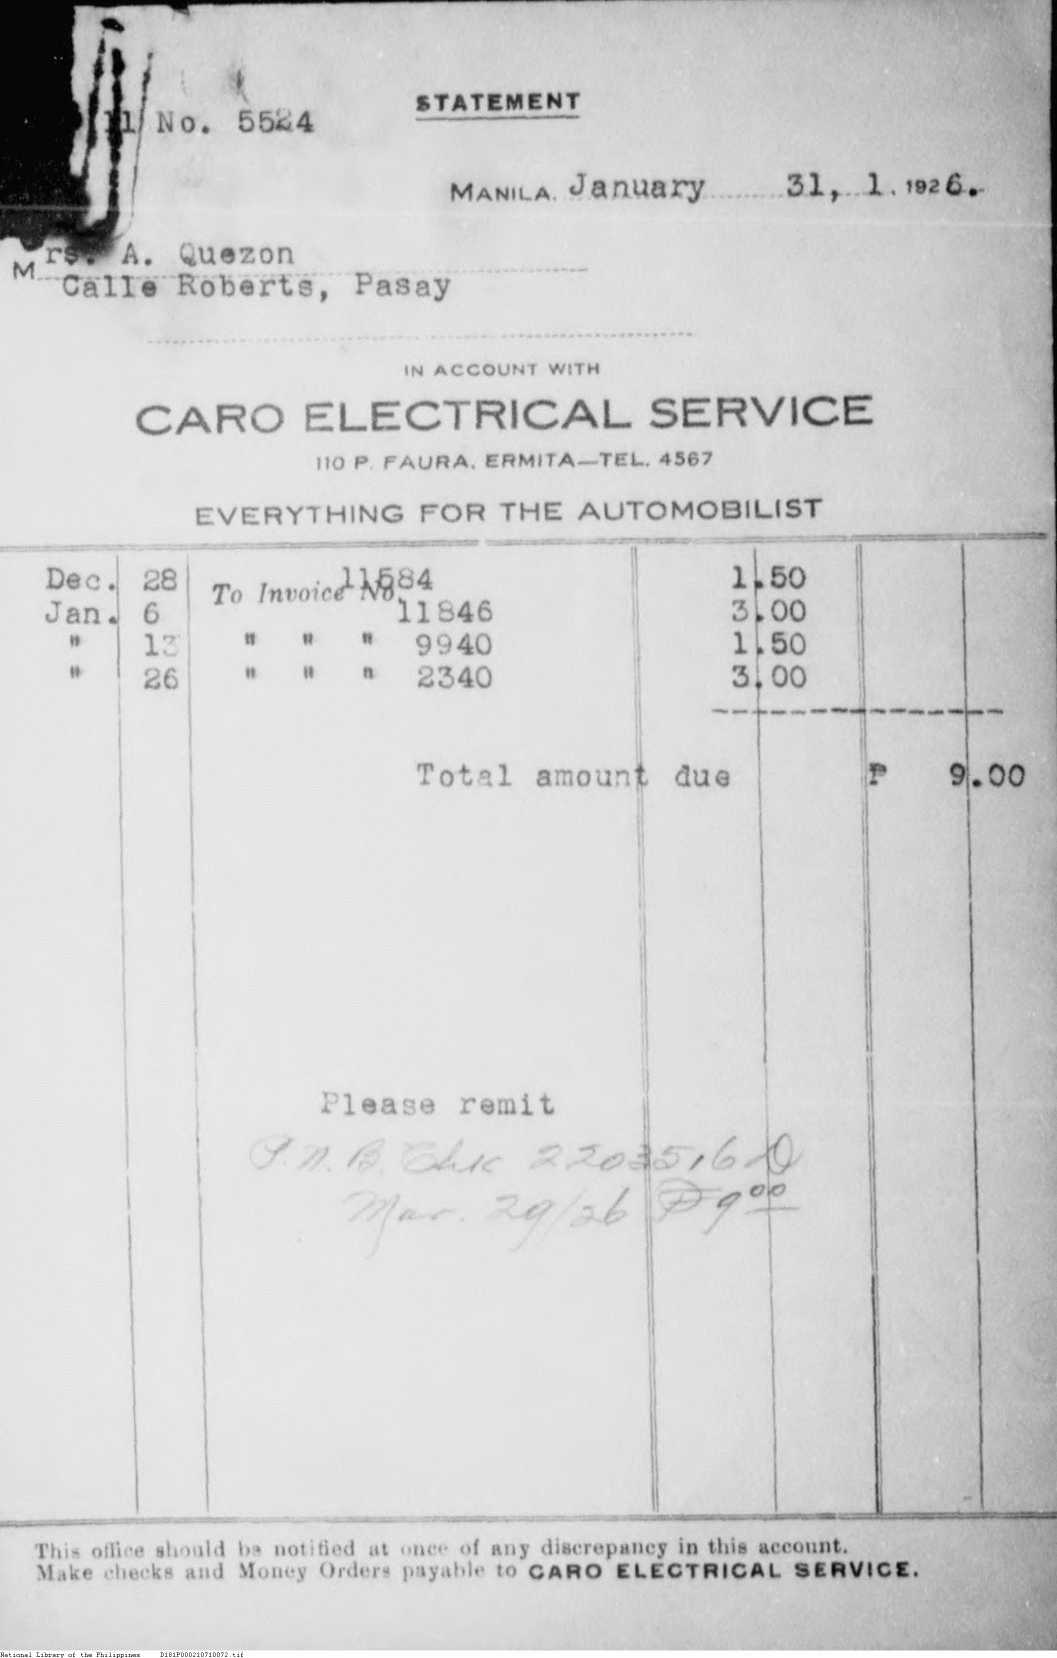 STATEMENT
ll No. 5524
MANILA, January 31, 1. 1926.
Mrs. A. Quezon
Calle Roberts, Pasay
IN ACCOUNT WITH
CARO ELECTRICAL SERVICE
110 P. FAURA, ERMITA—TEL. 4567
EVERYTHING FOR THE AUTOMOBILIST
Dec. 28 To Invoice No. 11584 1.50
Jan. 6 11846 3.00
" 13 " " " 9940 1.50
" 26 " " " 2340 3.00
Total amount due ₱ 9.00
Please remit
P.N.B. Chk 2203516 D
Mar. 29/26 ₱9 00
This office should be notified at once of any discrepancy in this account.
Make checks and Money Orders payable to CARO ELECTRICAL SERVICE.
National Library of the Philippines D181P000210710072.tif